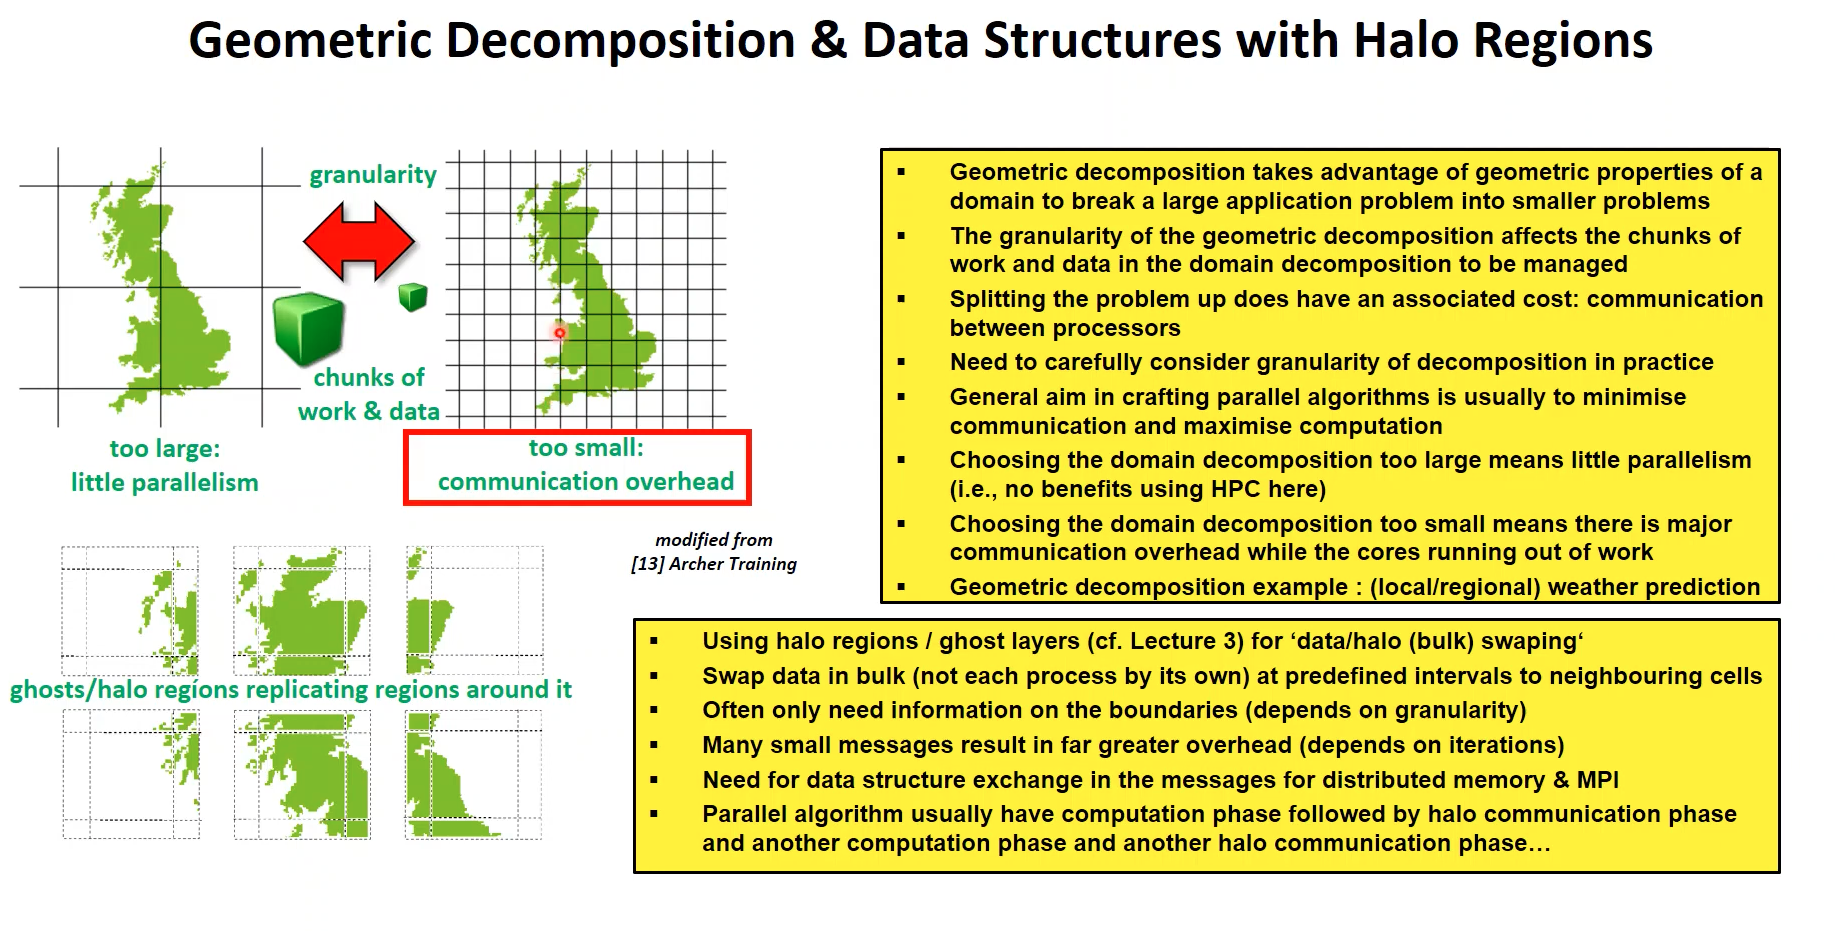 Geometric Decomposition & Data Structures with Halo Regions
granularity
chunks of
work & data
too large:
little parallelism
too small:
communication overhead
modified from
[13] Archer Training
ghosts/halo regions replicating regions around it
▪ Geometric decomposition takes advantage of geometric properties of a
domain to break a large application problem into smaller problems
▪ The granularity of the geometric decomposition affects the chunks of
work and data in the domain decomposition to be managed
▪ Splitting the problem up does have an associated cost: communication
between processors
▪ Need to carefully consider granularity of decomposition in practice
▪ General aim in crafting parallel algorithms is usually to minimise
communication and maximise computation
▪ Choosing the domain decomposition too large means little parallelism
(i.e., no benefits using HPC here)
▪ Choosing the domain decomposition too small means there is major
communication overhead while the cores running out of work
▪ Geometric decomposition example : (local/regional) weather prediction
▪ Using halo regions / ghost layers (cf. Lecture 3) for ‘data/halo (bulk) swaping‘
▪ Swap data in bulk (not each process by its own) at predefined intervals to neighbouring cells
▪ Often only need information on the boundaries (depends on granularity)
▪ Many small messages result in far greater overhead (depends on iterations)
▪ Need for data structure exchange in the messages for distributed memory & MPI
▪ Parallel algorithm usually have computation phase followed by halo communication phase
and another computation phase and another halo communication phase…